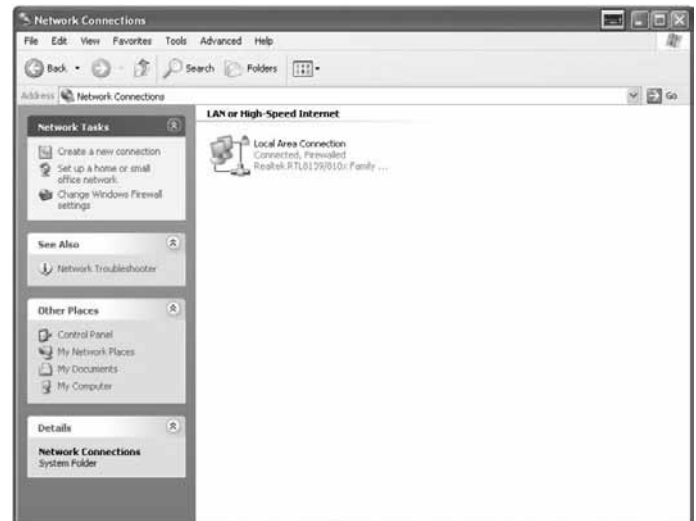 Network Connections
File Edit View Favorites Tools Advanced Help
Back Search Folders
Address Network Connections Go
Network Tasks
Create a new connection
Set up a home or small
office network
Change Windows Firewall
settings
See Also
Network Troubleshooter
Other Places
Control Panel
My Network Places
My Documents
My Computer
Details
Network Connections
System Folder
LAN or High-Speed Internet
Local Area Connection
Connected, Firewalled
Realtek RTL8139/810x Family ...